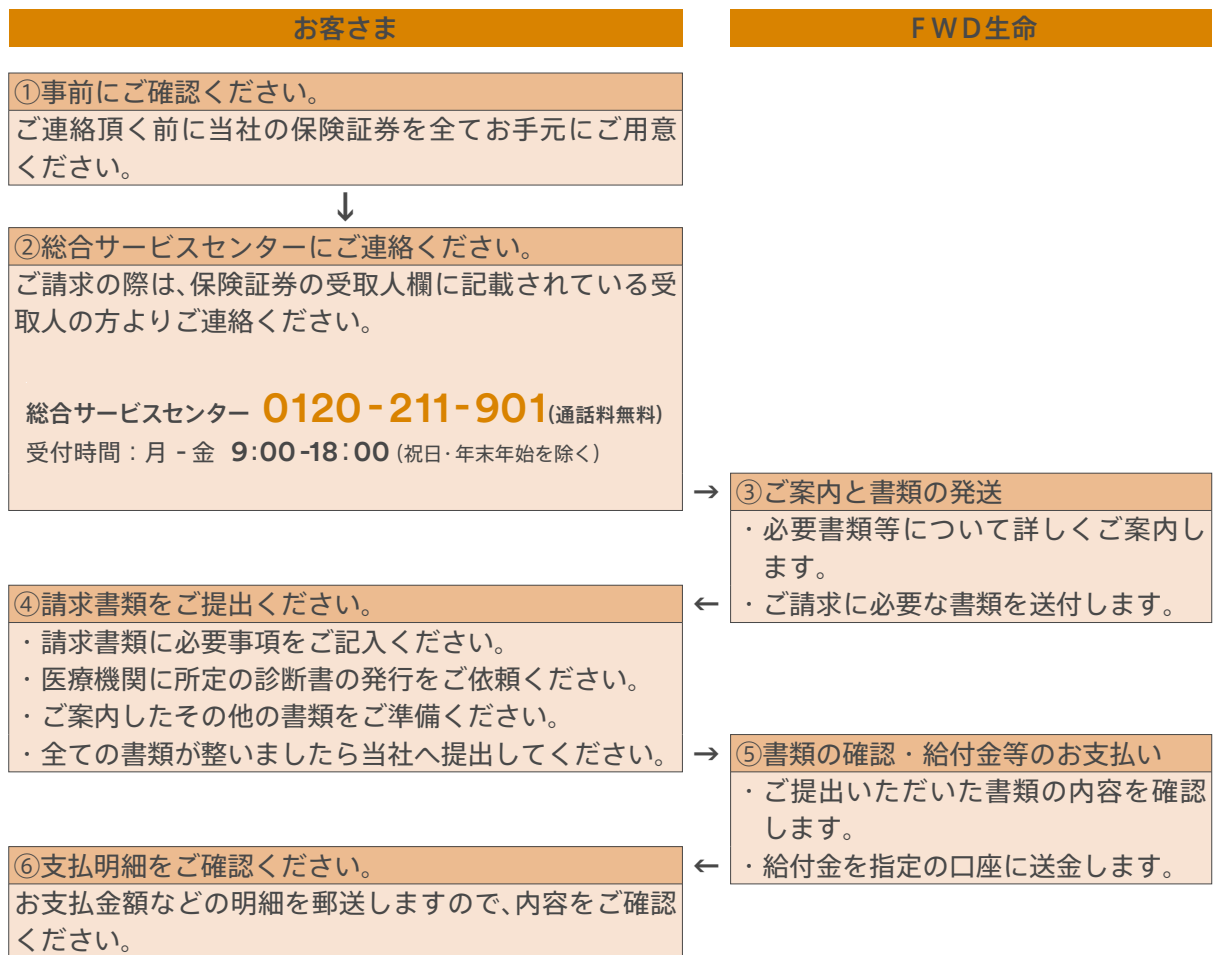 お客さま
FWD生命
①事前にご確認ください。
ご連絡頂く前に当社の保険証券を全てお手元にご用意
ください。
↓
②総合サービスセンターにご連絡ください。
ご請求の際は、保険証券の受取人欄に記載されている受
取人の方よりご連絡ください。
総合サービスセンター 0120-211-901(通話料無料)
受付時間：月-金 9:00-18:00(祝日・年末年始を除く)
→
③ご案内と書類の発送
・必要書類等について詳しくご案内し
ます。
・ご請求に必要な書類を送付します。
←
④請求書類をご提出ください。
・請求書類に必要事項をご記入ください。
・医療機関に所定の診断書の発行をご依頼ください。
・ご案内したその他の書類をご準備ください。
・全ての書類が整いましたら当社へ提出してください。
→
⑤書類の確認・給付金等のお支払い
・ご提出いただいた書類の内容を確認
します。
・給付金を指定の口座に送金します。
←
⑥支払明細をご確認ください。
お支払金額などの明細を郵送しますので、内容をご確認
ください。